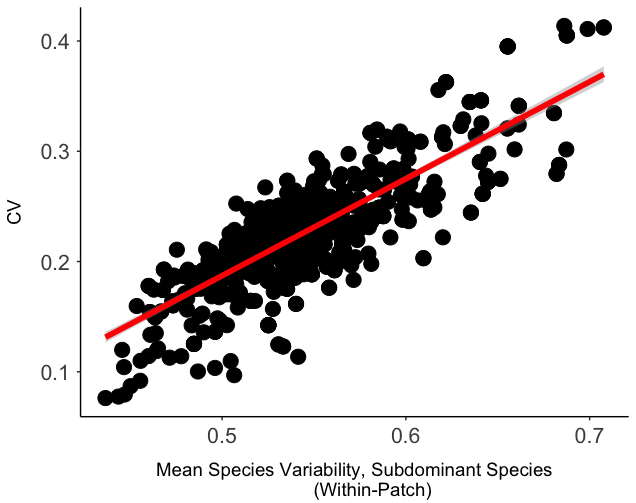 0.4
0.3
0.2
0.1
CV
0.5
0.6
0.7
Mean Species Variability, Subdominant Species
(Within-Patch)